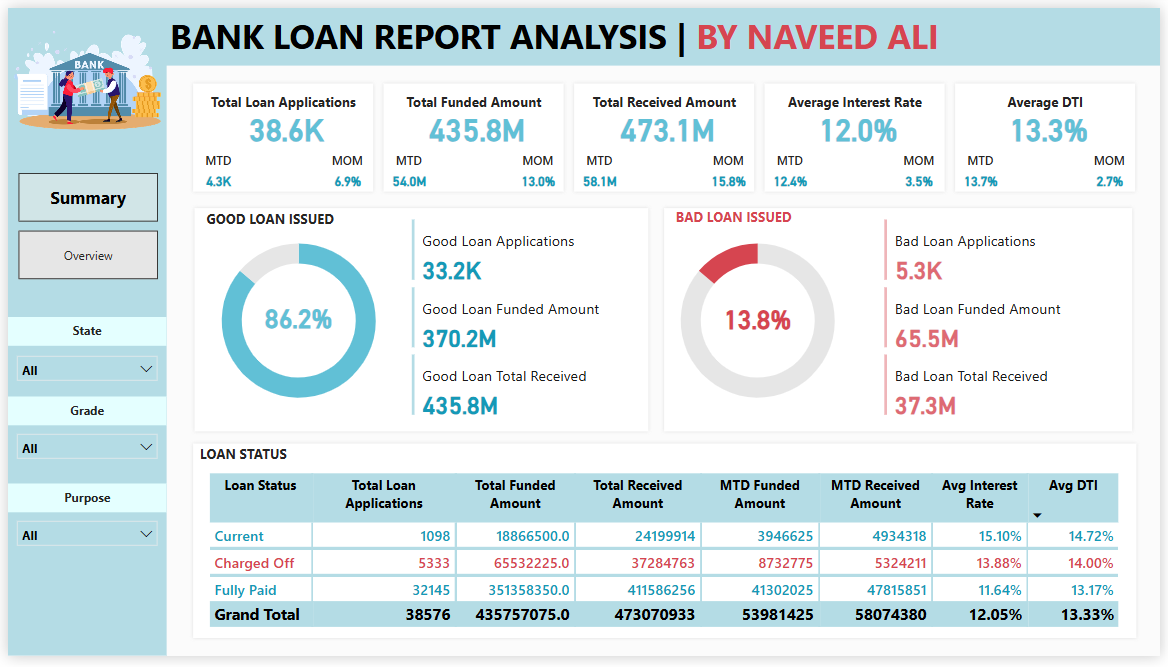 BANK LOAN REPORT ANALYSIS | BY NAVEED ALI
BANK
Summary
Overview
State
All
Grade
All
Purpose
All
Total Loan Applications
38.6K
MTD MOM
4.3K 6.9%
Total Funded Amount
435.8M
MTD MOM
54.0M 13.0%
Total Received Amount
473.1M
MTD MOM
58.1M 15.8%
Average Interest Rate
12.0%
MTD MOM
12.4% 3.5%
Average DTI
13.3%
MTD MOM
13.7% 2.7%
GOOD LOAN ISSUED
86.2%
Good Loan Applications
33.2K
Good Loan Funded Amount
370.2M
Good Loan Total Received
435.8M
BAD LOAN ISSUED
13.8%
Bad Loan Applications
5.3K
Bad Loan Funded Amount
65.5M
Bad Loan Total Received
37.3M
LOAN STATUS
Loan Status Total Loan Total Funded Total Received MTD Funded MTD Received Avg Interest Avg DTI
Applications Amount Amount Amount Amount Rate
Current 1098 18866500.0 24199914 3946625 4934318 15.10% 14.72%
Charged Off 5333 65532225.0 37284763 8732775 5324211 13.88% 14.00%
Fully Paid 32145 351358350.0 411586256 41302025 47815851 11.64% 13.17%
Grand Total 38576 435757075.0 473070933 53981425 58074380 12.05% 13.33%